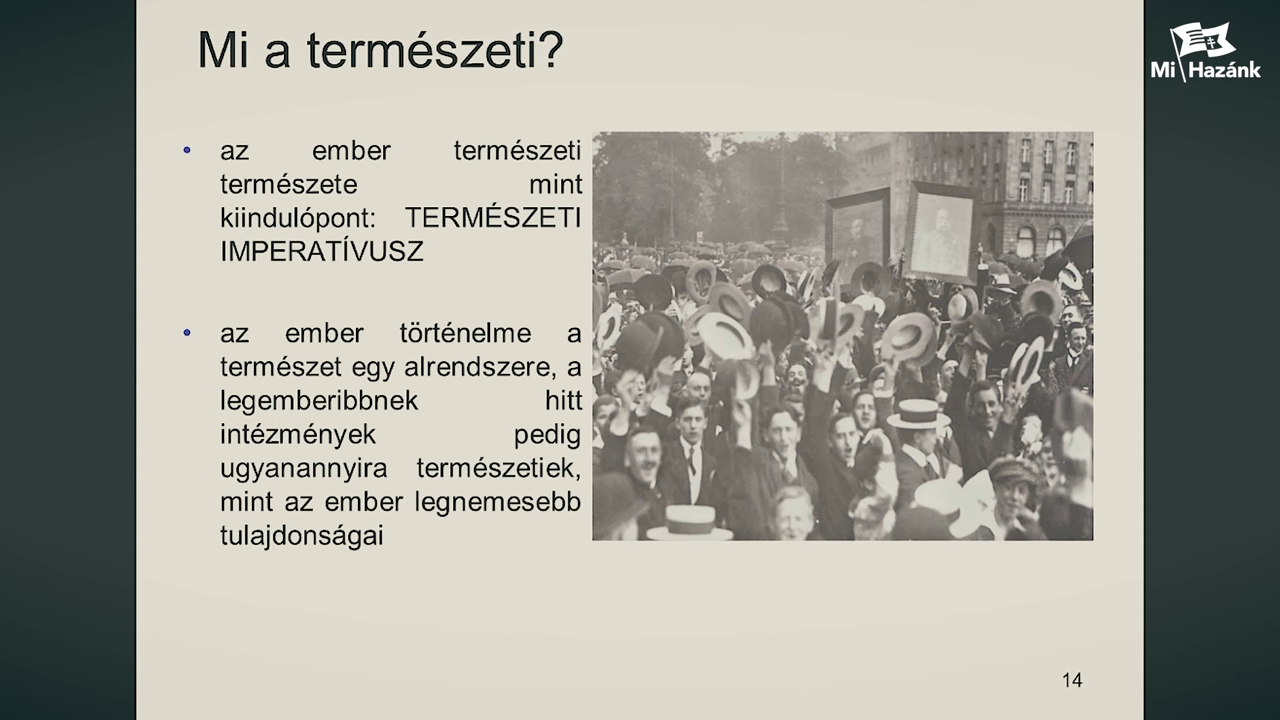 Mi a természeti?
Mi Hazánk
• az ember természeti
természete mint
kiindulópont: TERMÉSZETI
IMPERATÍVUSZ
• az ember történelme a
természet egy alrendszere, a
legemberibbnek hitt
intézmények pedig
ugyanannyira természetiek,
mint az ember legnemesebb
tulajdonságai
14